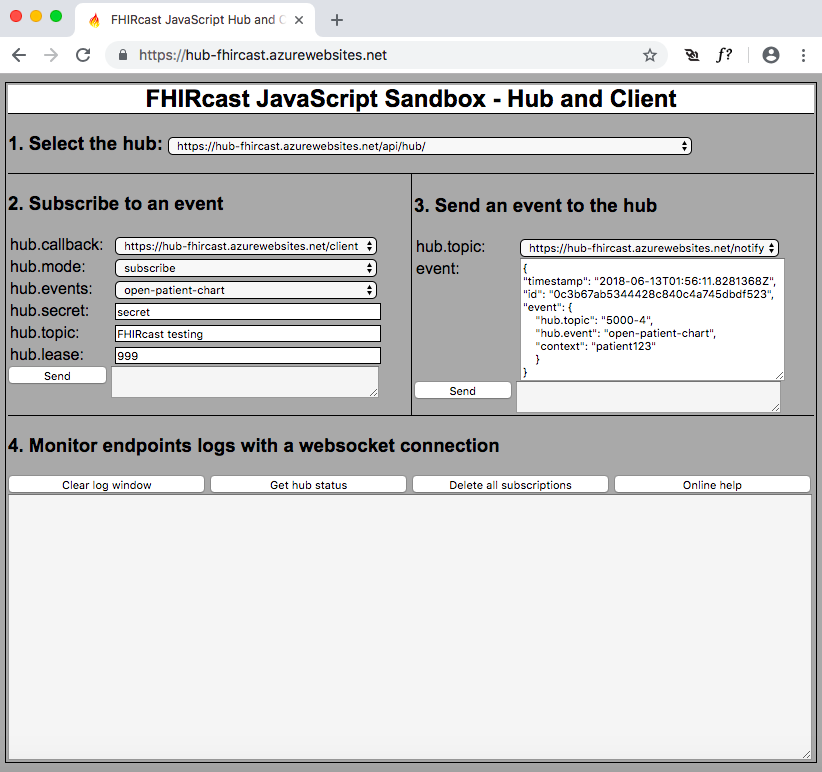 FHIRcast JavaScript Hub and C
https://hub-fhircast.azurewebsites.net
f?
FHIRcast JavaScript Sandbox - Hub and Client
1. Select the hub:
https://hub-fhircast.azurewebsites.net/api/hub/
2. Subscribe to an event
hub.callback:
https://hub-fhircast.azurewebsites.net/client
hub.mode:
subscribe
hub.events:
open-patient-chart
hub.secret:
secret
hub.topic:
FHIRcast testing
hub.lease:
999
Send
3. Send an event to the hub
hub.topic:
https://hub-fhircast.azurewebsites.net/notify
event:
{
"timestamp": "2018-06-13T01:56:11.8281368Z",
"id": "0c3b67ab5344428c840c4a745dbdf523",
"event": {
"hub.topic": "5000-4",
"hub.event": "open-patient-chart",
"context": "patient123"
}
}
Send
4. Monitor endpoints logs with a websocket connection
Clear log window
Get hub status
Delete all subscriptions
Online help